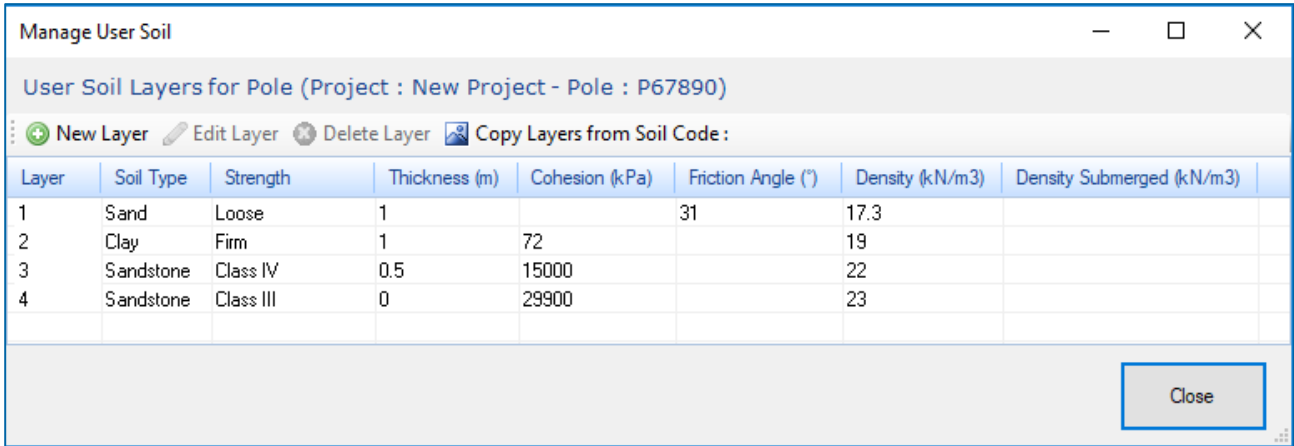 Manage User Soil
User Soil Layers for Pole (Project : New Project - Pole : P67890)
New Layer Edit Layer Delete Layer Copy Layers from Soil Code :
Layer Soil Type Strength Thickness (m) Cohesion (kPa) Friction Angle (°) Density (kN/m3) Density Submerged (kN/m3)
1 Sand Loose 1 31 17.3
2 Clay Firm 1 72 19
3 Sandstone Class IV 0.5 15000 22
4 Sandstone Class III 0 29900 23
Close